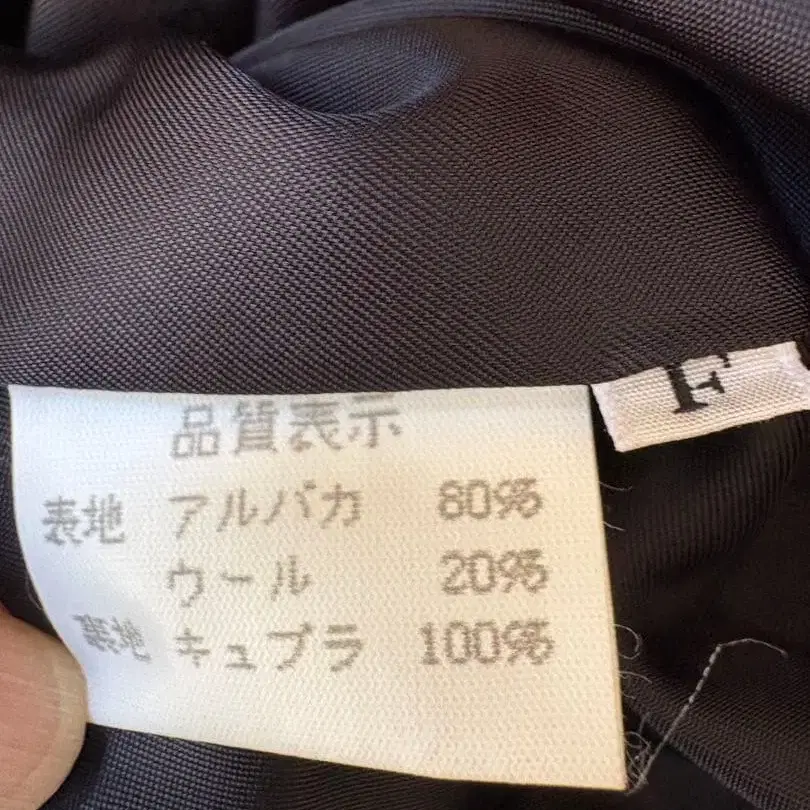 品質表示
表地 アルパカ 80%
ウール 20%
裏地 キュプラ 100%
F